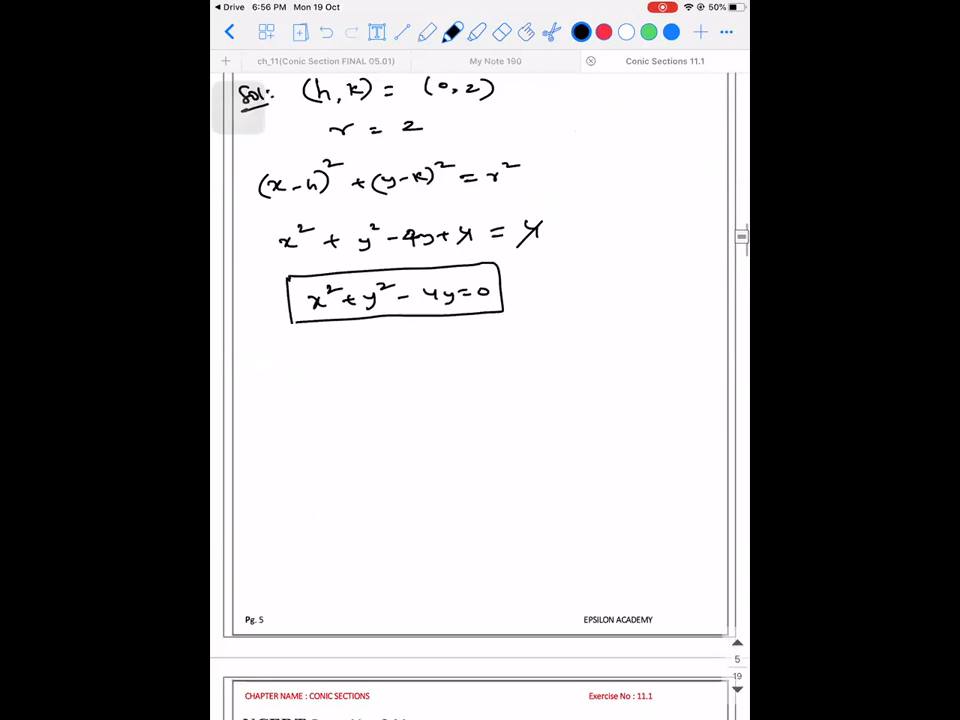 Drive 6:56 PM Mon 19 Oct 50%
ch_11(Conic Section FINAL 05.01) My Note 190 Conic Sections 11.1
Sol: (h, k) = (0, 2)
r = 2
(x - h)² + (y - k)² = r²
x² + y² - 4y + 4 = 4
x² + y² - 4y = 0
Pg. 5 EPSILON ACADEMY
5
19
CHAPTER NAME : CONIC SECTIONS Exercise No : 11.1